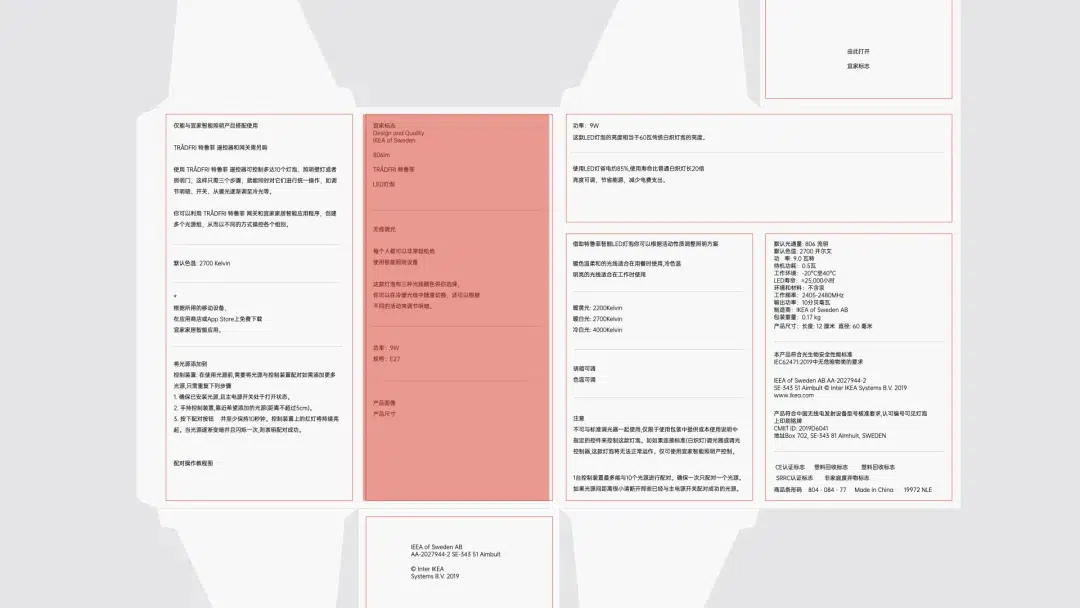 由此打开
宜家标志
仅能与宜家智能照明产品搭配使用
TRÅDFRI 特鲁菲 遥控器和网关需另购
使用 TRÅDFRI 特鲁菲 遥控器可控制多达10个灯泡、照明壁灯或者
照明门，这样只需三个步骤，就能同时对它们进行统一操作，如调
节明暗、开关、从暖光逐渐调至冷光等。
你可以利用 TRÅDFRI 特鲁菲 网关和宜家家居智能应用程序，创建
多个光源组，从而以不同的方式操控各个组别。
默认色温: 2700 Kelvin
*
根据所用的移动设备，
在应用商店或App Store上免费下载
宜家家居智能应用。
将光源添加到
控制装置: 在使用光源前,需要将光源与控制装置配对如需添加更多
光源,只需重复下列步骤
1. 确保已安装光源,且主电源开关处于打开状态。
2. 手持控制装置,靠近希望添加的光源(距离不超过5cm)。
3. 按下配对按钮 并至少保持10秒钟。控制装置上的红灯将持续亮
起。当光源逐渐变暗并且闪烁一次,则表明配对成功。
配对操作教程图
宜家标志
Design and Quality
IKEA of Sweden
806lm
TRÅDFRI 特鲁菲
LED灯泡
无极调光
每个人都可以非常轻松地
使用智能照明设备
这款灯泡有三种光线颜色供你选择，
你可以在冷暖光线中随意切换，还可以根据
不同的活动来调节明暗。
功率：9W
规格：E27
产品图像
产品尺寸
功率：9W
这款LED灯泡的亮度相当于60瓦传统白炽灯泡的亮度。
使用LED灯省电约85%,使用寿命比普通白炽灯长20倍
亮度可调，节省能源，减少电费支出。
借助特鲁菲智能LED灯泡你可以根据活动性质调整照明方案
暖色温柔和的光线适合在用餐时使用,冷色温
明亮的光线适合在工作时使用
暖黄光: 2200Kelvin
暖白光: 2700Kelvin
冷白光: 4000Kelvin
明暗可调
色温可调
注意
不可与标准调光器一起使用,仅限于使用包装中提供或本使用说明中
指定的控件来控制这款灯泡。如如果连接标准(白炽灯)调光器或调光
控制器,这款灯泡将无法正常运作。仅可使用宜家智能照明产控制。
1台控制装置最多能与10个光源进行配对。确保一次只配对一个光源。
如果光源间距离很小请断开那些已经与主电源开关配对成功的光源。
默认光通量: 806 流明
默认色温: 2700 开尔文
功 率: 9.0 瓦特
待机功耗：0.5瓦
工作环境：-20°C至40°C
LED寿命：≈25,000小时
环境和材料：不含汞
工作频率：2405-2480MHz
输出功率：10分贝毫瓦
制造商：IKEA of Sweden AB
包装重量：0.17 kg
产品尺寸：长度: 12 厘米 直径: 60 毫米
本产品符合光生物安全性能标准
IEC62471:2019中无危险物类的要求
IEEA of Sweden AB AA-2027944-2
SE-343 51 Aimbult © Inter IKEA Systems B.V. 2019
www.ikea.com
产品符合中国无线电发射设备型号核准要求,认可编号可见灯泡
上印刷铭牌
CMIIT ID: 2019D6041
地址Box 702, SE-343 81 Almhult, SWEDEN
CE认证标志 塑料回收标志 塑料回收标志
SRRC认证标志 非家庭废弃物标志
商品条形码 804 - 084 - 77 Made in China 19972 NLE
IEEA of Sweden AB
AA-2027944-2 SE-343 51 Aimbult
© Inter IKEA
Systems B.V. 2019